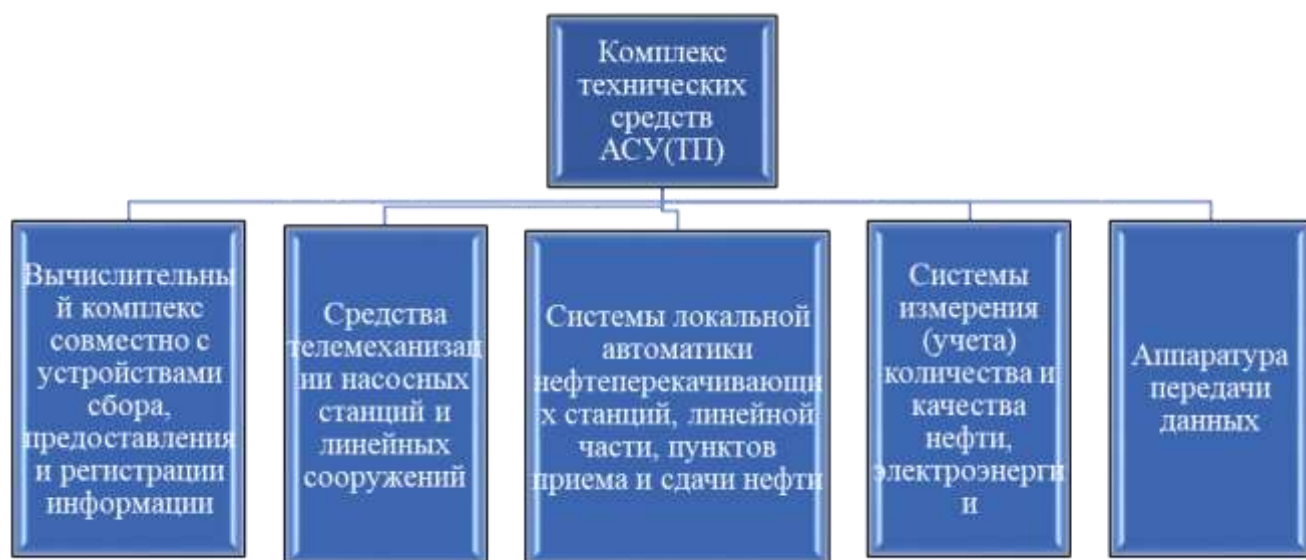 Комплекс
технических
средств
АСУ(ТП)
Вычислительны
й комплекс
совместно с
устройствами
сбора,
предоставления
и регистрации
информации
Средства
телемеханизац
ии насосных
станций и
линейных
сооружений
Системы локальной
автоматики
нефтеперекачивающи
х станций, линейной
части, пунктов
приема и сдачи нефти
Системы
измерения
(учета)
количества и
качества
нефти,
электроэнерги
и
Аппаратура
передачи
данных